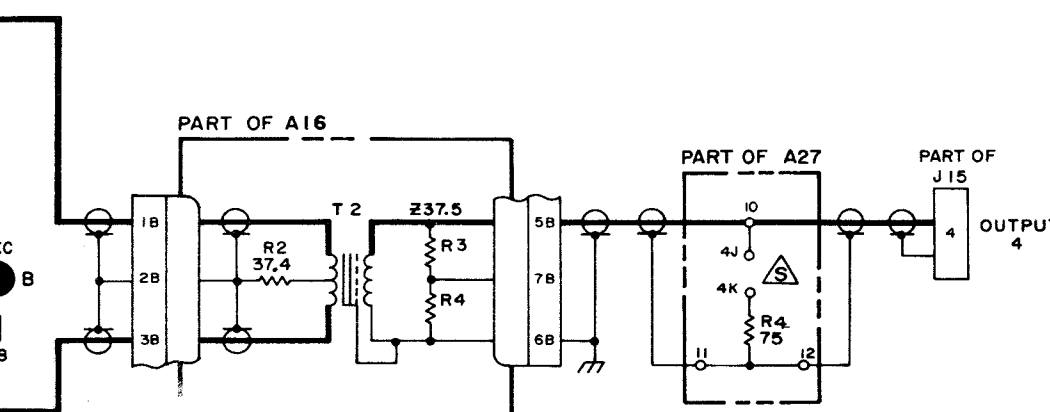 PART OF A16
PART OF A27
PART OF
J15
T 2
Z37.5
1B
5B
10
R2
37.4
R3
4J
4
OUTPUT
4
B
2B
7B
S
4K
R4
R4
75
3B
6B
11
12